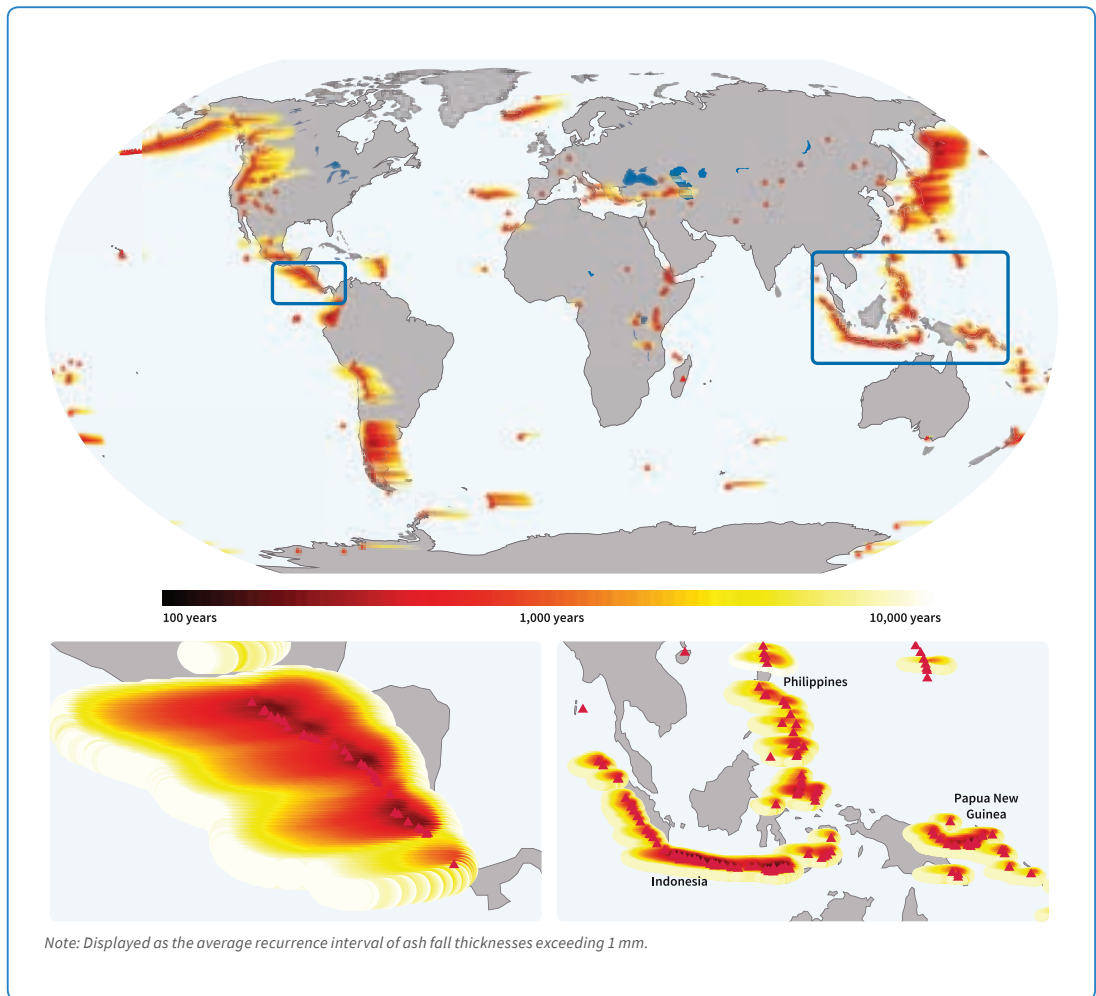 100 years 1,000 years 10,000 years
Philippines
Papua New
Guinea
Indonesia
Note: Displayed as the average recurrence interval of ash fall thicknesses exceeding 1 mm.